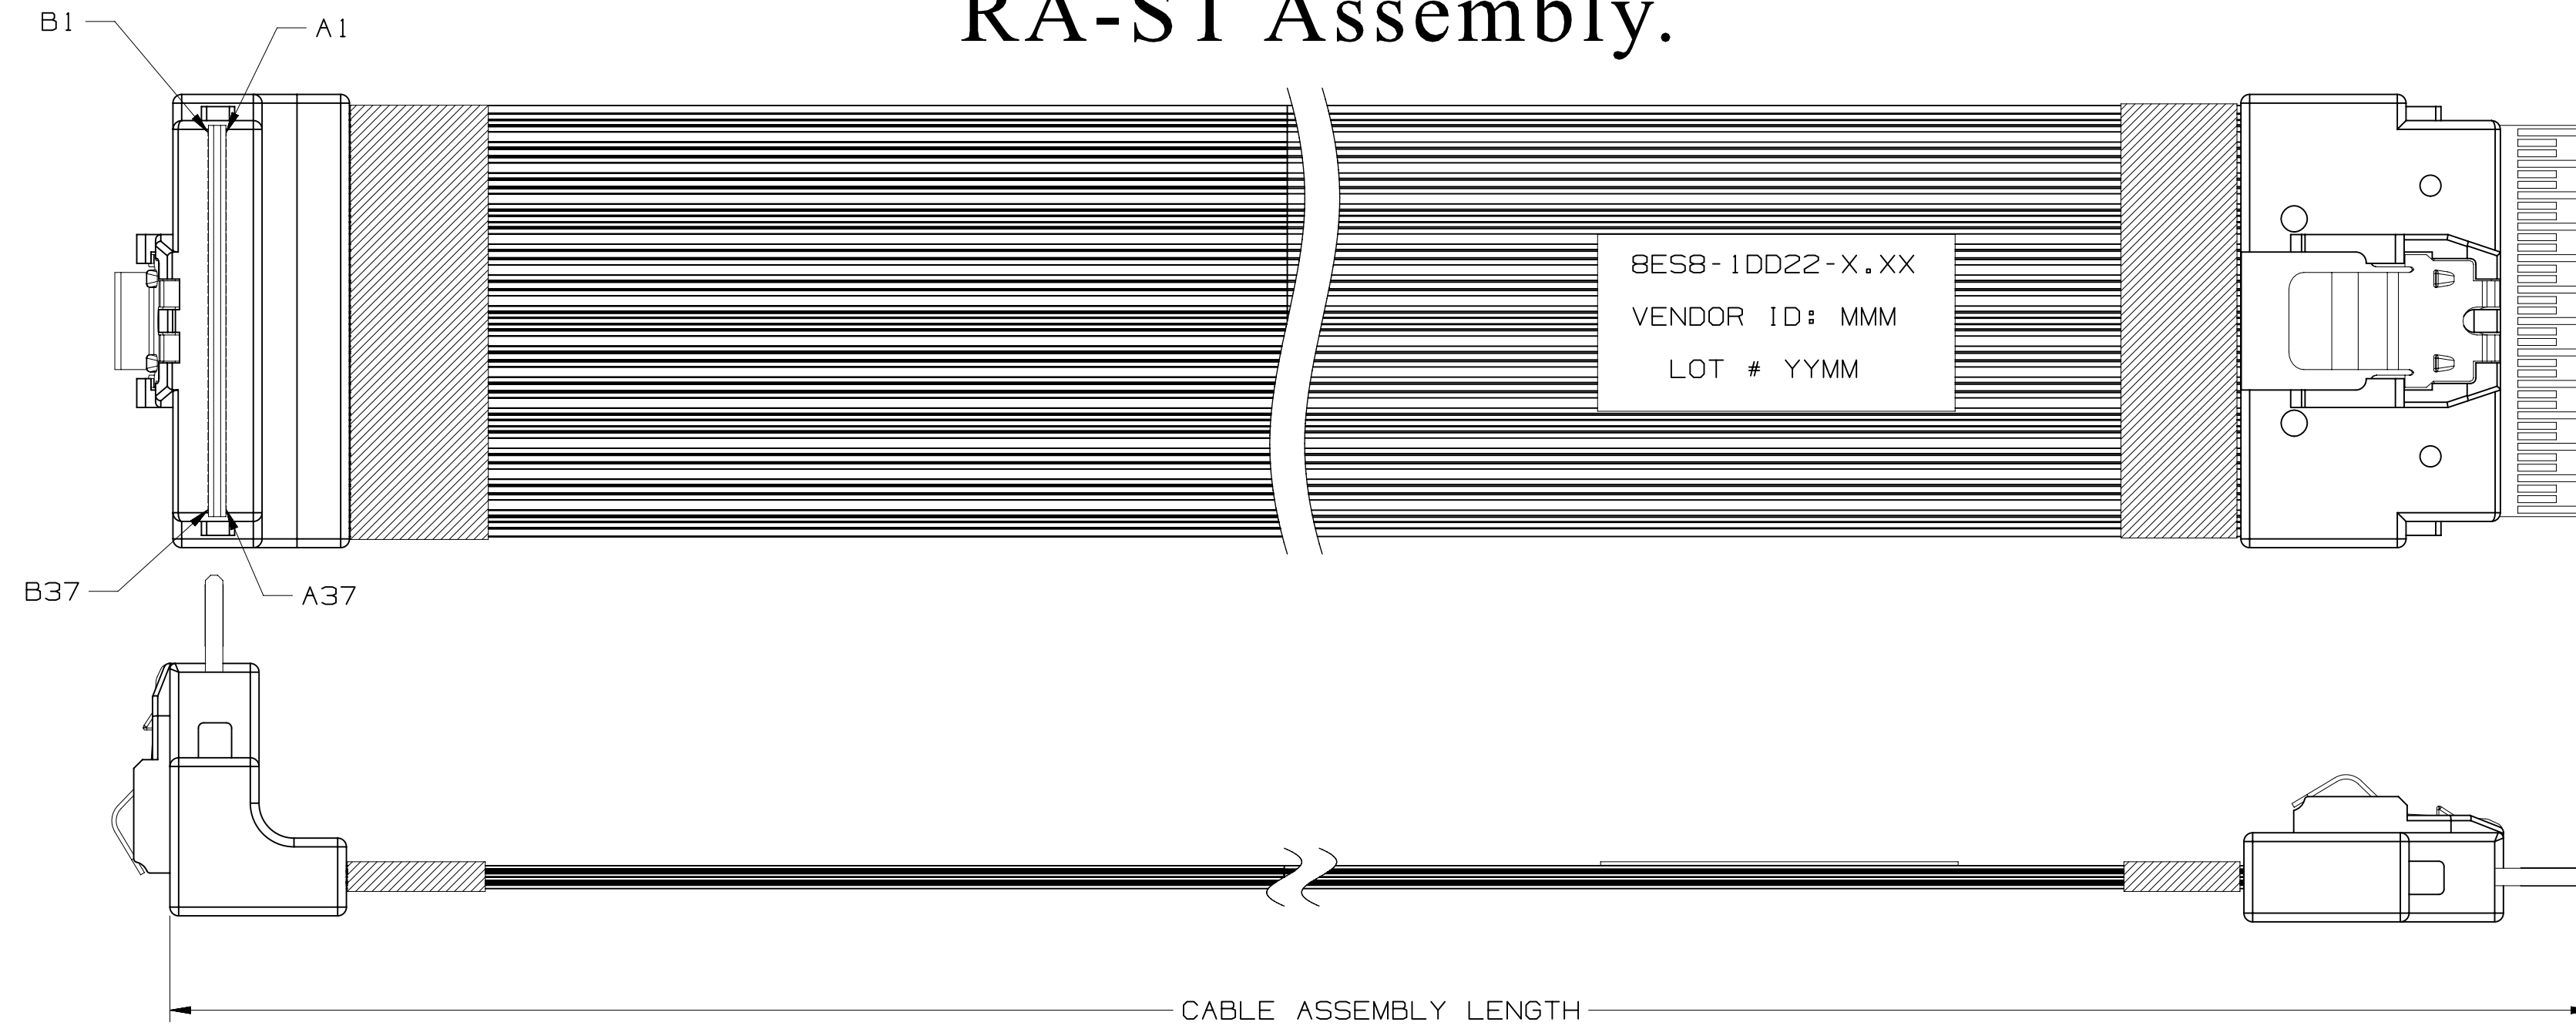 RA-ST Assembly.
B1
A1
8ES8-1DD22-X.XX
VENDOR ID: MMM
LOT # YYMM
B37
A37
CABLE ASSEMBLY LENGTH